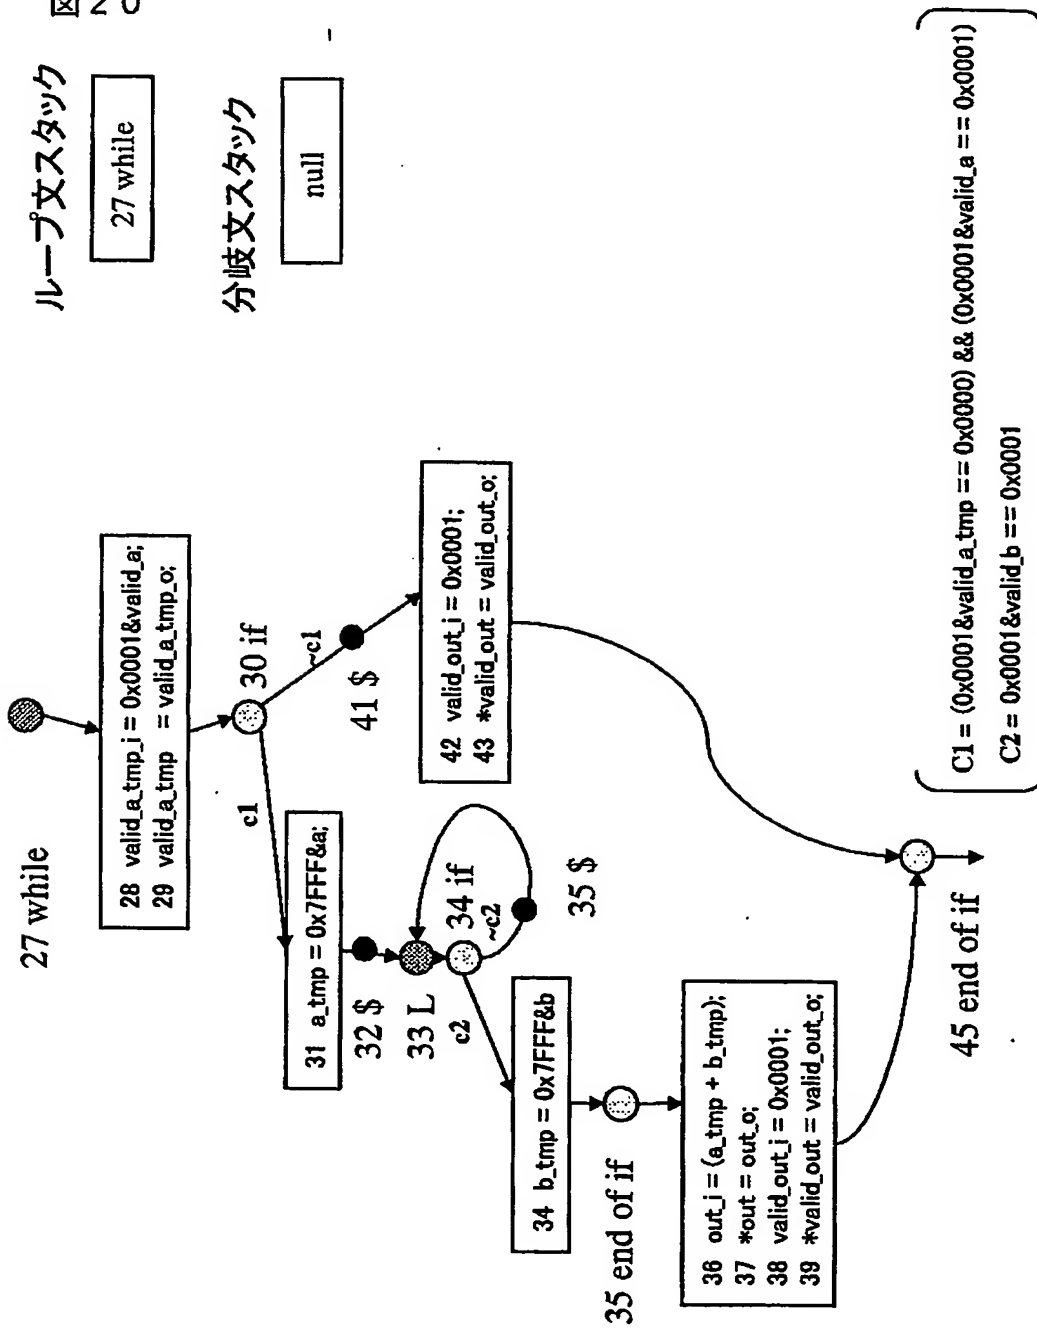 図20
ループ文スタック
27 while
分岐文スタック
null
27 while
28 valid_a_tmp_i = 0x0001&valid_a;
29 valid_a_tmp = valid_a_tmp_o;
30 if
c1
~c1
31 a_tmp = 0x7FFF&a;
41 $
32 $
42 valid_out_i = 0x0001;
43 *valid_out = valid_out_o;
33 L
34 if
c2
~c2
35 $
34 b_tmp = 0x7FFF&b
35 end of if
36 out_i = (a_tmp + b_tmp);
37 *out = out_o;
38 valid_out_i = 0x0001;
39 *valid_out = valid_out_o;
45 end of if
C1 = (0x0001&valid_a_tmp == 0x0000) && (0x0001&valid_a == 0x0001)
C2 = 0x0001&valid_b == 0x0001